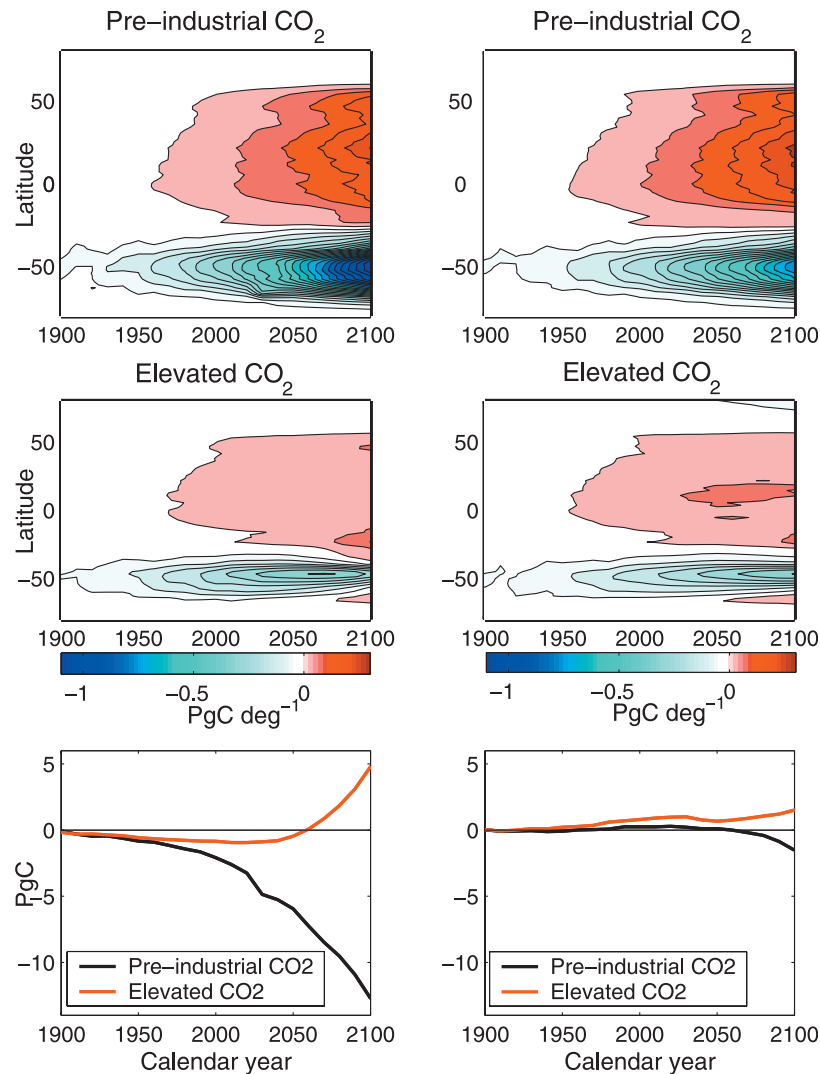 Pre−industrial CO2 Pre−industrial CO2
50 50
Latitude
0 0
−50 −50
1900 1950 2000 2050 2100 1900 1950 2000 2050 2100
Elevated CO2 Elevated CO2
50 50
Latitude
0 0
−50 −50
1900 1950 2000 2050 2100 1900 1950 2000 2050 2100
−1 −0.5 0 −1 −0.5 0
PgC deg−1 PgC deg−1
5 5
0 0
PgC
−5 −5
−10 −10
Pre−industrial CO2 Pre−industrial CO2
Elevated CO2 Elevated CO2
1900 1950 2000 2050 2100 1900 1950 2000 2050 2100
Calendar year Calendar year